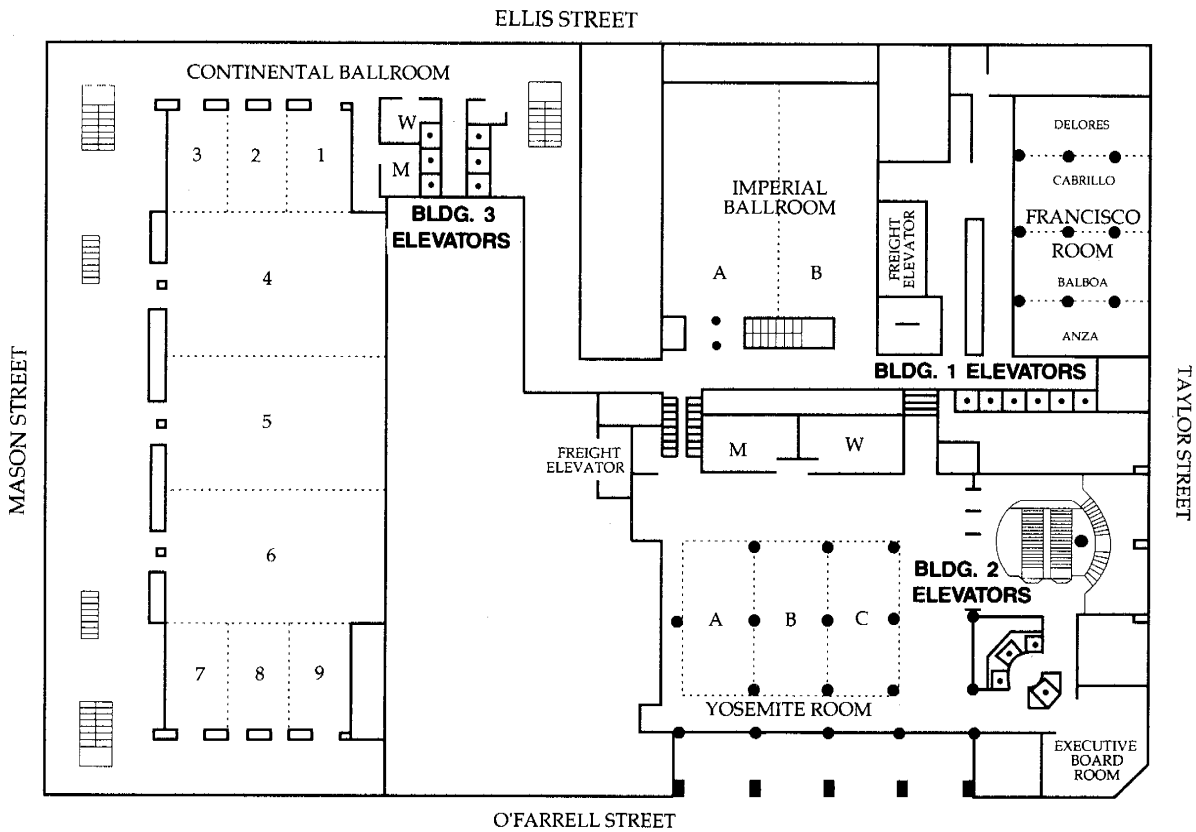 ELLIS STREET
CONTINENTAL BALLROOM
W
M
3
2
1
BLDG. 3
ELEVATORS
IMPERIAL
BALLROOM
A
B
FREIGHT
ELEVATOR
DELORES
CABRILLO
FRANCISCO
ROOM
BALBOA
ANZA
4
5
6
7
8
9
MASON STREET
BLDG. 1 ELEVATORS
TAYLOR STREET
FREIGHT
ELEVATOR
M
W
BLDG. 2
ELEVATORS
A
B
C
YOSEMITE ROOM
EXECUTIVE
BOARD
ROOM
O'FARRELL STREET